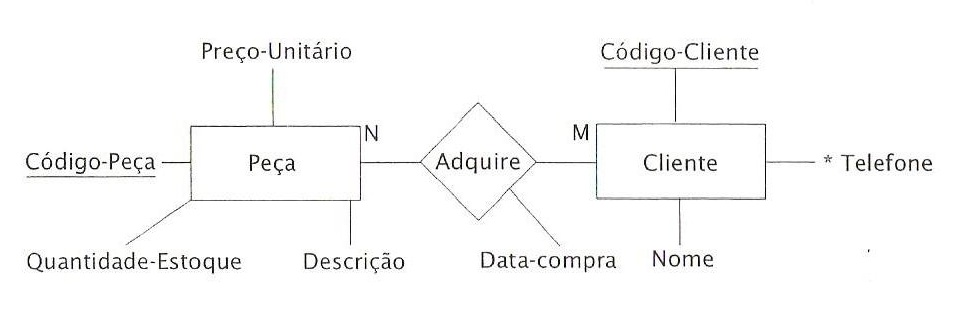 Preço-Unitário
Código-Cliente
N
M
Código-Peça
Peça
Adquire
Cliente
* Telefone
Quantidade-Estoque
Descrição
Data-compra
Nome